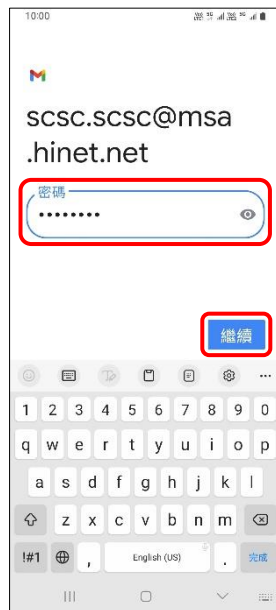 10:00
scsc.scsc@msa
.hinet.net
密碼
••••••••
繼續
1 2 3 4 5 6 7 8 9 0
q w e r t y u i o p
a s d f g h j k l
z x c v b n m
!#1 , English (US) . 完成